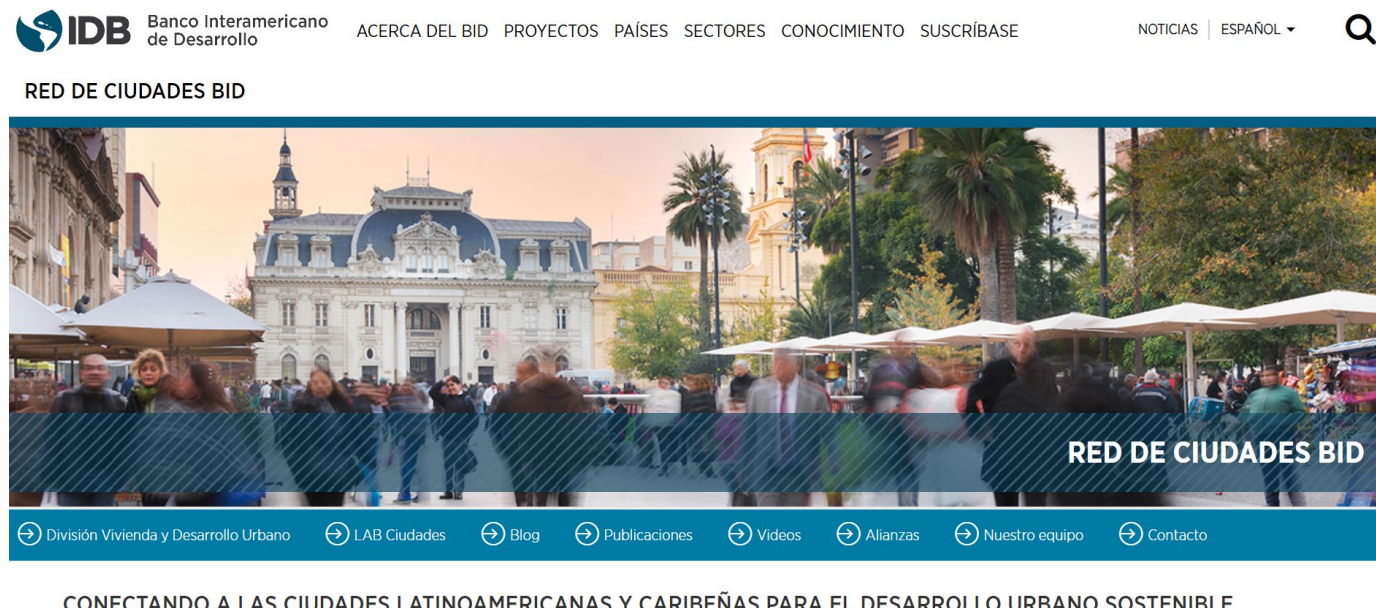 IDB Banco Interamericano
de Desarrollo
ACERCA DEL BID PROYECTOS PAÍSES SECTORES CONOCIMIENTO SUSCRÍBASE
NOTICIAS ESPAÑOL
RED DE CIUDADES BID
RED DE CIUDADES BID
División Vivienda y Desarrollo Urbano LAB Ciudades Blog Publicaciones Videos Alianzas Nuestro equipo Contacto
CONECTANDO A LAS CIUDADES LATINOAMERICANAS Y CARIBEÑAS PARA EL DESARROLLO URBANO SOSTENIBLE